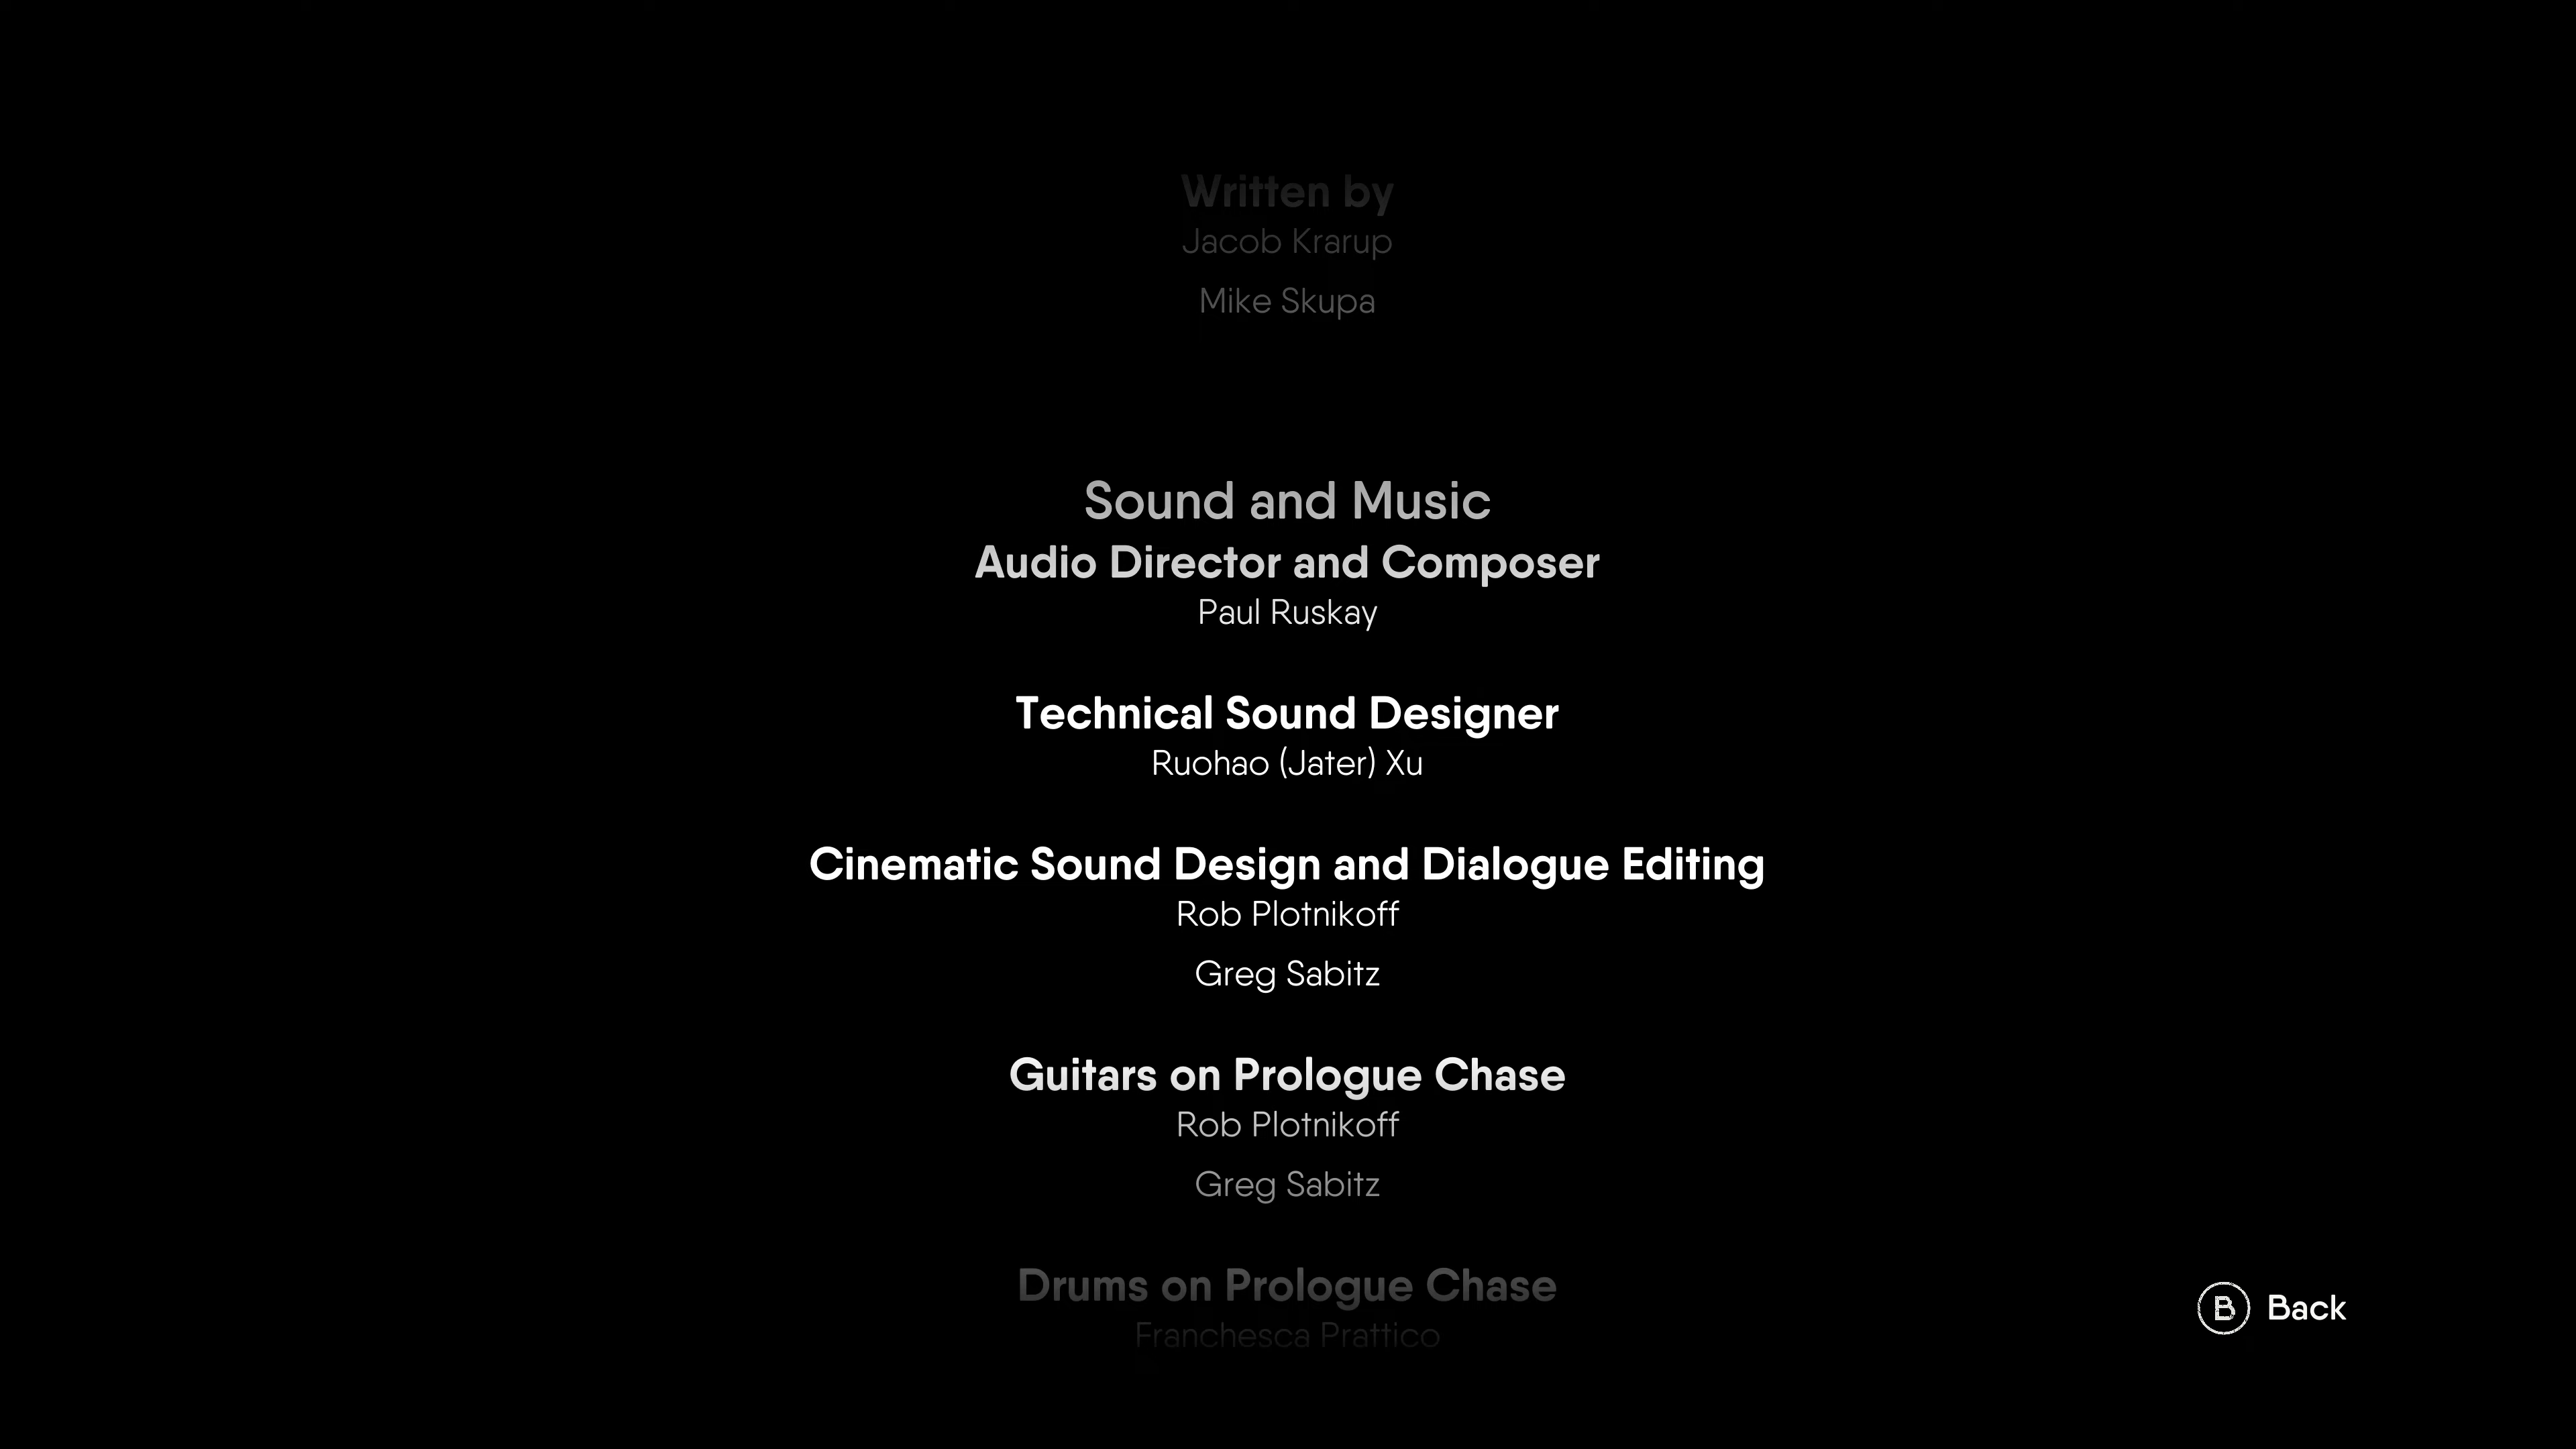 Written by
Jacob Krarup
Mike Skupa
Sound and Music
Audio Director and Composer
Paul Ruskay
Technical Sound Designer
Ruohao (Jater) Xu
Cinematic Sound Design and Dialogue Editing
Rob Plotnikoff
Greg Sabitz
Guitars on Prologue Chase
Rob Plotnikoff
Greg Sabitz
Drums on Prologue Chase
Franchesca Prattico
B Back